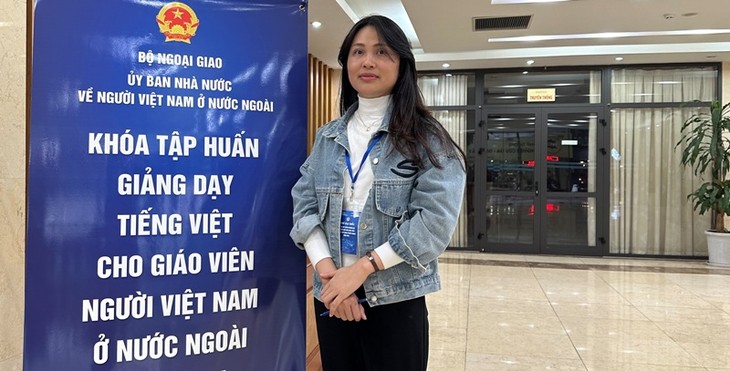 BỘ NGOẠI GIAO
ỦY BAN NHÀ NƯỚC
VỀ NGƯỜI VIỆT NAM Ở NƯỚC NGOÀI
KHÓA TẬP HUẤN
GIẢNG DẠY
TIẾNG VIỆT
CHO GIÁO VIÊN
NGƯỜI VIỆT NAM
Ở NƯỚC NGOÀI